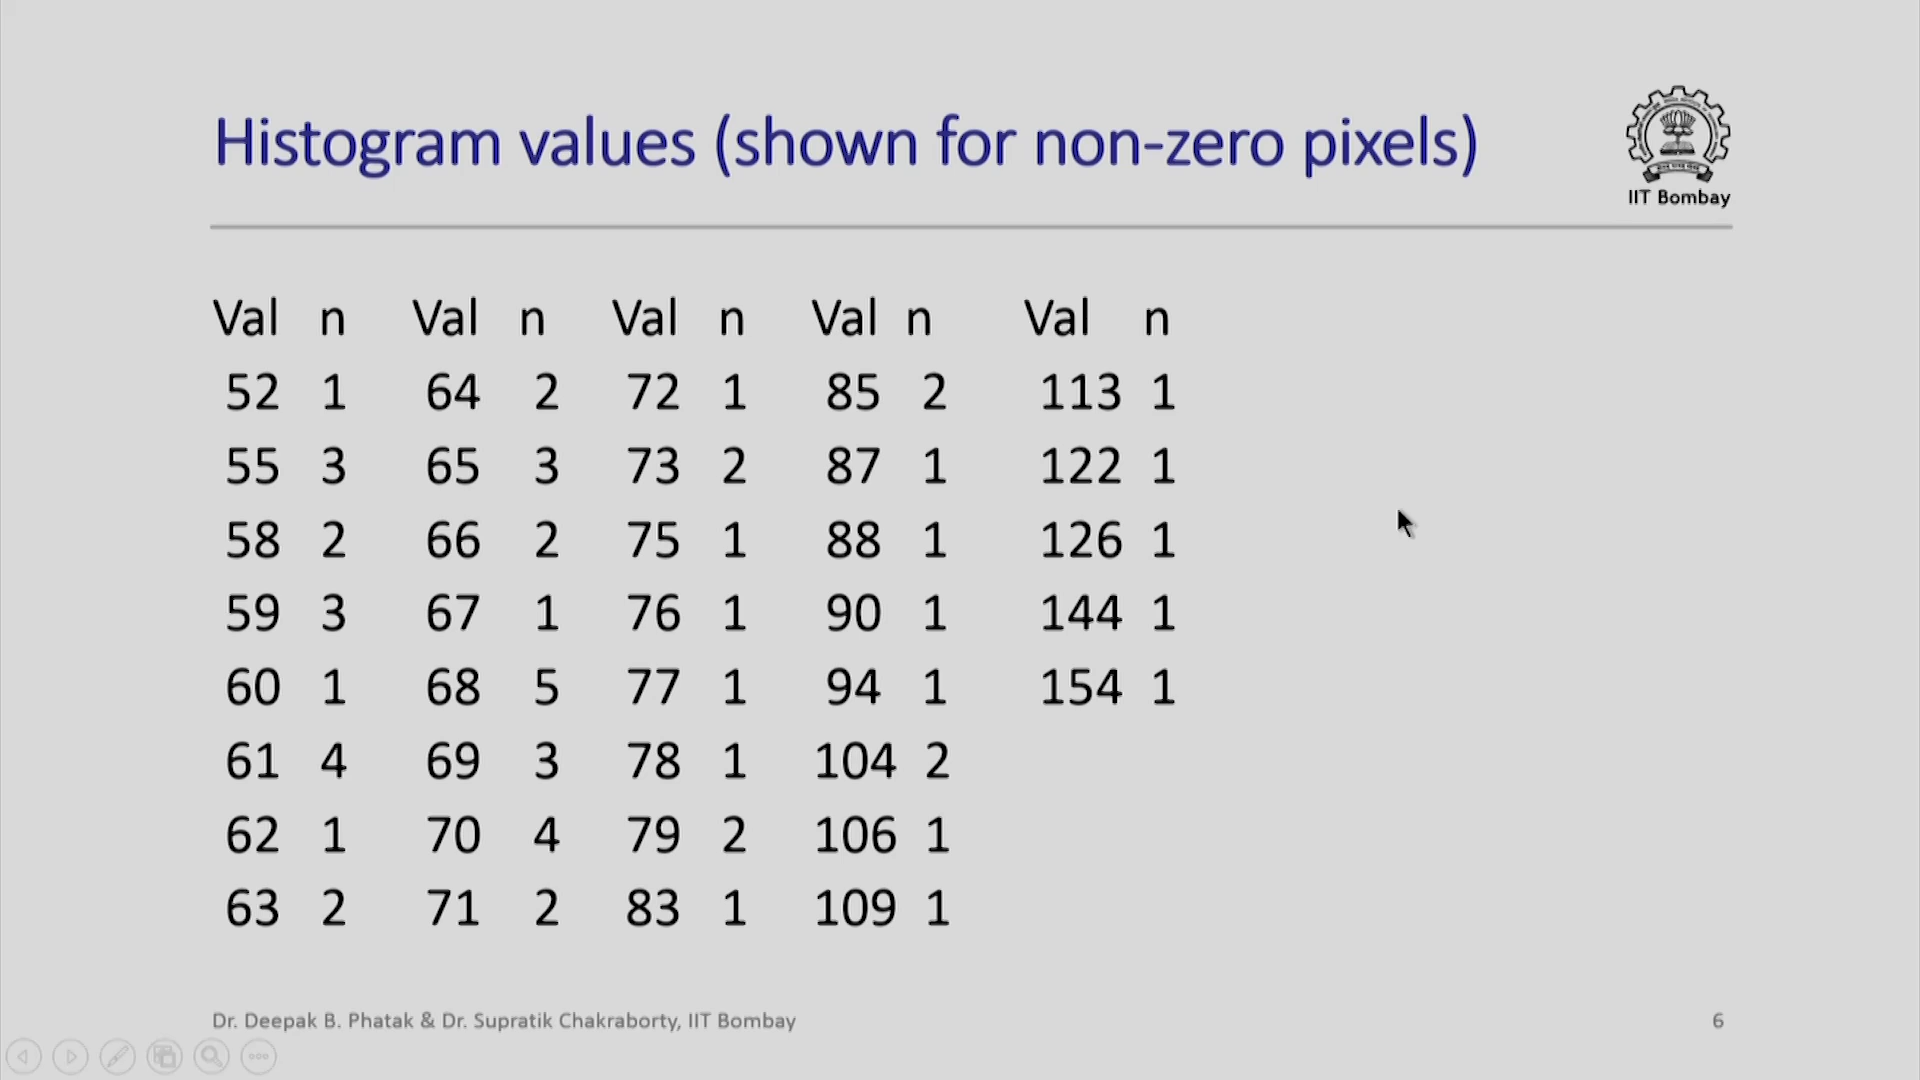 Histogram values (shown for non-zero pixels)
IIT Bombay
Val n Val n Val n Val n Val n
52 1 64 2 72 1 85 2 113 1
55 3 65 3 73 2 87 1 122 1
58 2 66 2 75 1 88 1 126 1
59 3 67 1 76 1 90 1 144 1
60 1 68 5 77 1 94 1 154 1
61 4 69 3 78 1 104 2
62 1 70 4 79 2 106 1
63 2 71 2 83 1 109 1
Dr. Deepak B. Phatak & Dr. Supratik Chakraborty, IIT Bombay 6